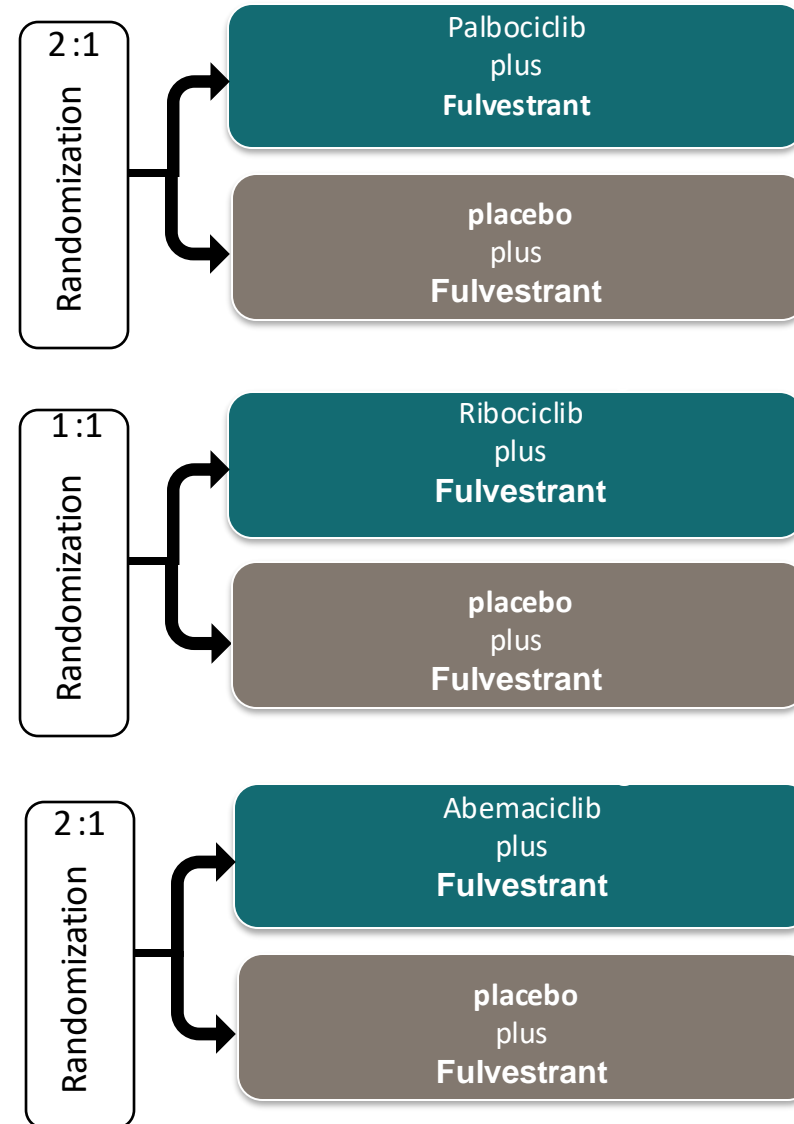 2:1
Randomization
Palbociclib
plus
Fulvestrant
placebo
plus
Fulvestrant
1:1
Randomization
Ribociclib
plus
Fulvestrant
placebo
plus
Fulvestrant
2:1
Randomization
Abemaciclib
plus
Fulvestrant
placebo
plus
Fulvestrant